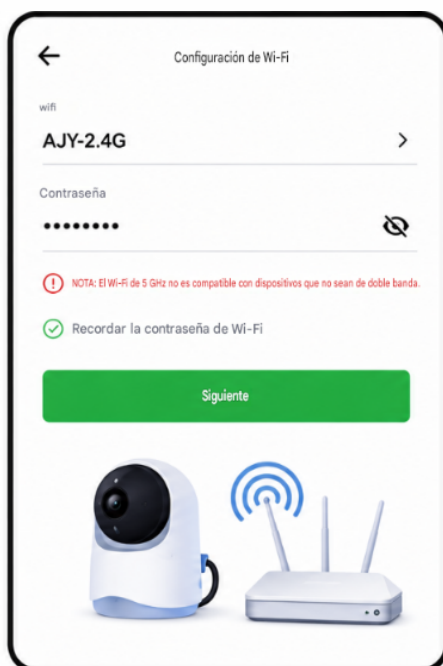 Configuración de Wi-Fi
wifi
AJY-2.4G
Contraseña
••••••••
NOTA: El Wi-Fi de 5 GHz no es compatible con dispositivos que no sean de doble banda.
Recordar la contraseña de Wi-Fi
Siguiente